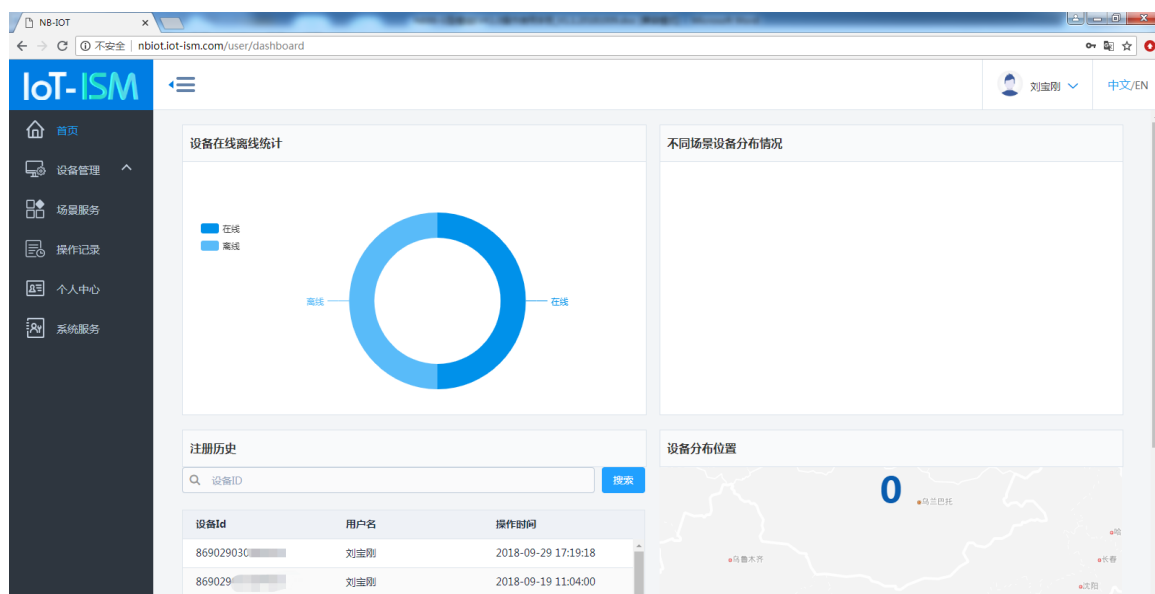 NB-IOT
不安全 | nbiot.iot-ism.com/user/dashboard
IoT-ISM
刘宝刚
中文/EN
首页
设备管理
场景服务
操作记录
个人中心
系统服务
设备在线离线统计
在线
离线
离线
在线
不同场景设备分布情况
注册历史
设备ID
搜索
设备Id 用户名 操作时间
869029030 刘宝刚 2018-09-29 17:19:18
869029 刘宝刚 2018-09-19 11:04:00
设备分布位置
0
乌兰巴托
哈
乌鲁木齐
长春
沈阳